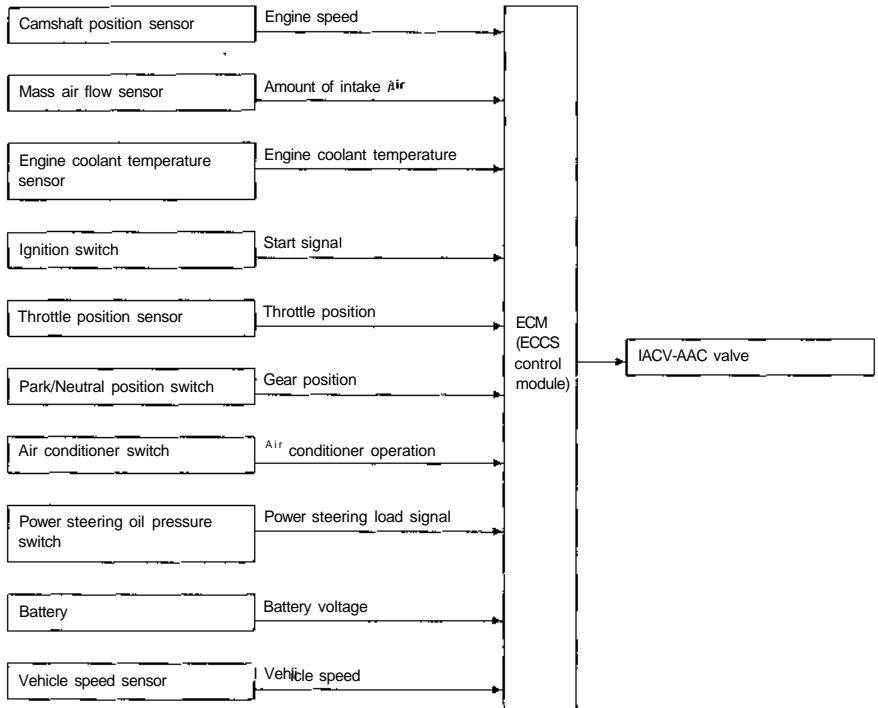 Camshaft position sensor
Engine speed
Mass air flow sensor
Amount of intake Air
Engine coolant temperature
sensor
Engine coolant temperature
Ignition switch
Start signal
Throttle position sensor
Throttle position
ECM
(ECCS
control
module)
IACV-AAC valve
Park/Neutral position switch
Gear position
Air conditioner switch
Air conditioner operation
Power steering oil pressure
switch
Power steering load signal
Battery
Battery voltage
Vehicle speed sensor
Vehicle speed